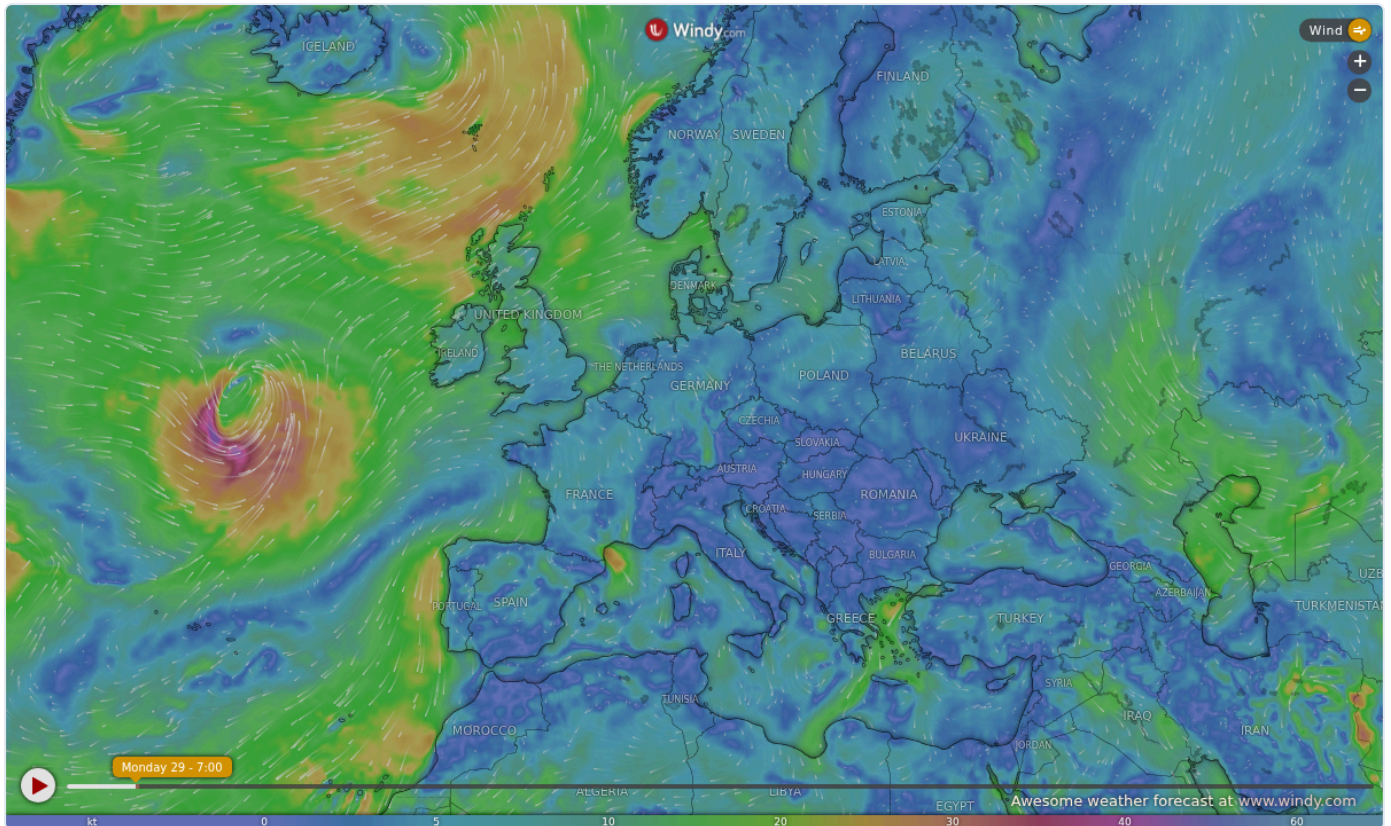 Windy.com
Wind
+
−
ICELAND
FINLAND
NORWAY
SWEDEN
ESTONIA
LATVIA
DENMARK
LITHUANIA
UNITED KINGDOM
IRELAND
BELARUS
THE NETHERLANDS
POLAND
GERMANY
CZECHIA
UKRAINE
SLOVAKIA
AUSTRIA
HUNGARY
FRANCE
ROMANIA
CROATIA
SERBIA
ITALY
BULGARIA
GEORGIA
UZB
AZERBAIJAN
PORTUGAL
SPAIN
TURKMENISTAN
GREECE
TURKEY
SYRIA
TUNISIA
IRAQ
MOROCCO
IRAN
JORDAN
Monday 29 - 7:00
ALGERIA
LIBYA
EGYPT
Awesome weather forecast at www.windy.com
kt 0 5 10 20 30 40 60